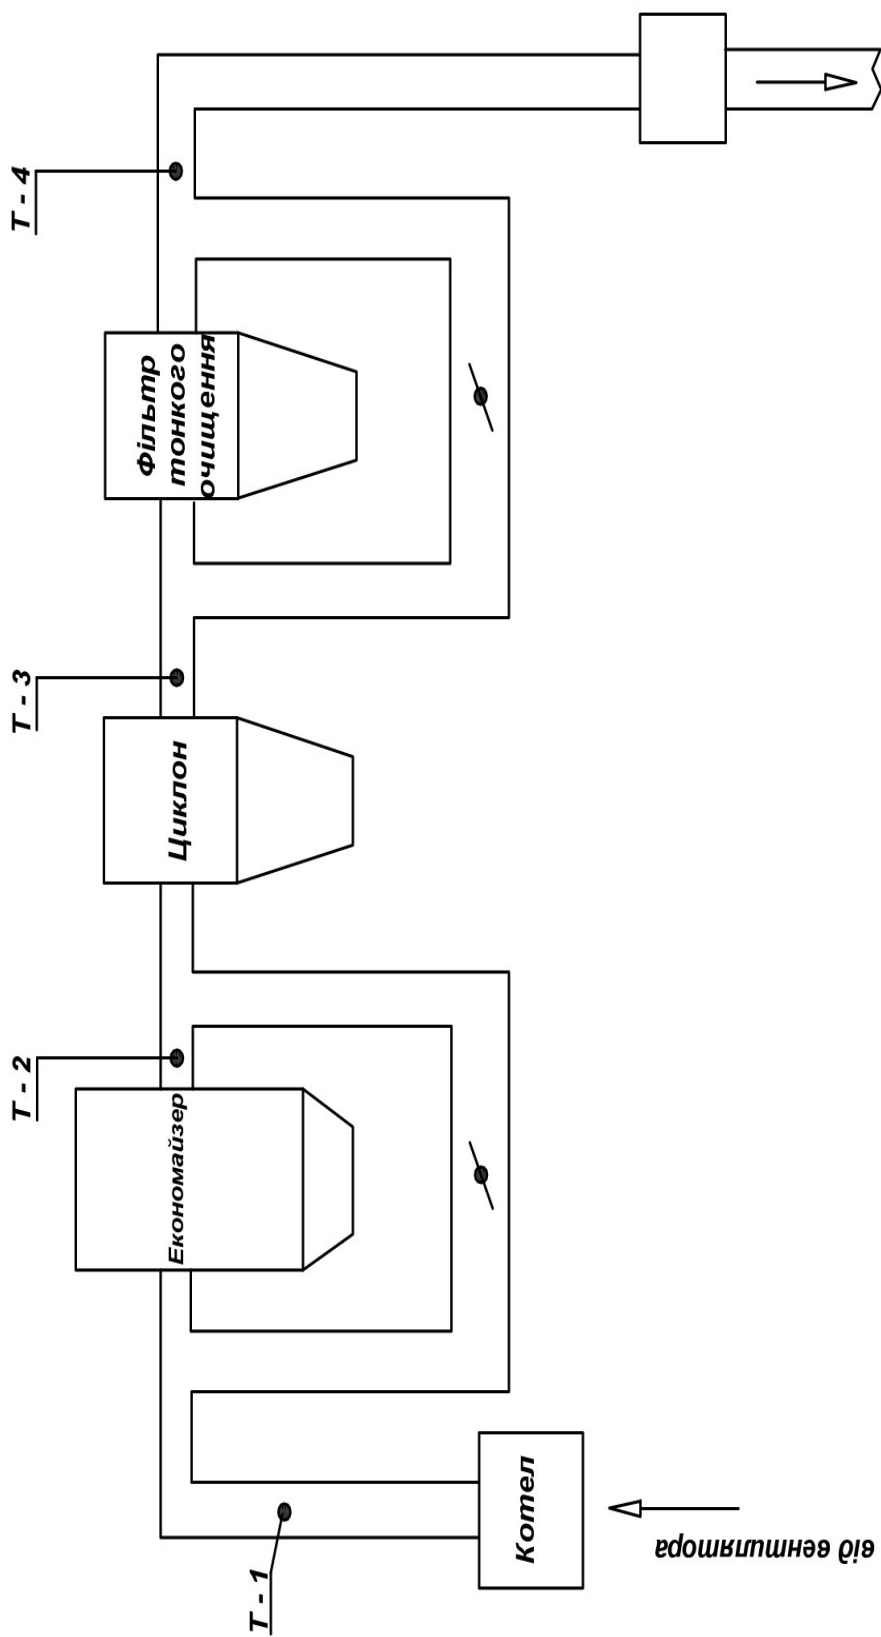 Т - 1
Т - 2
Т - 3
Т - 4
Котел
Економайзер
Циклон
Фільтр
тонкого
очищення
від вентилятора